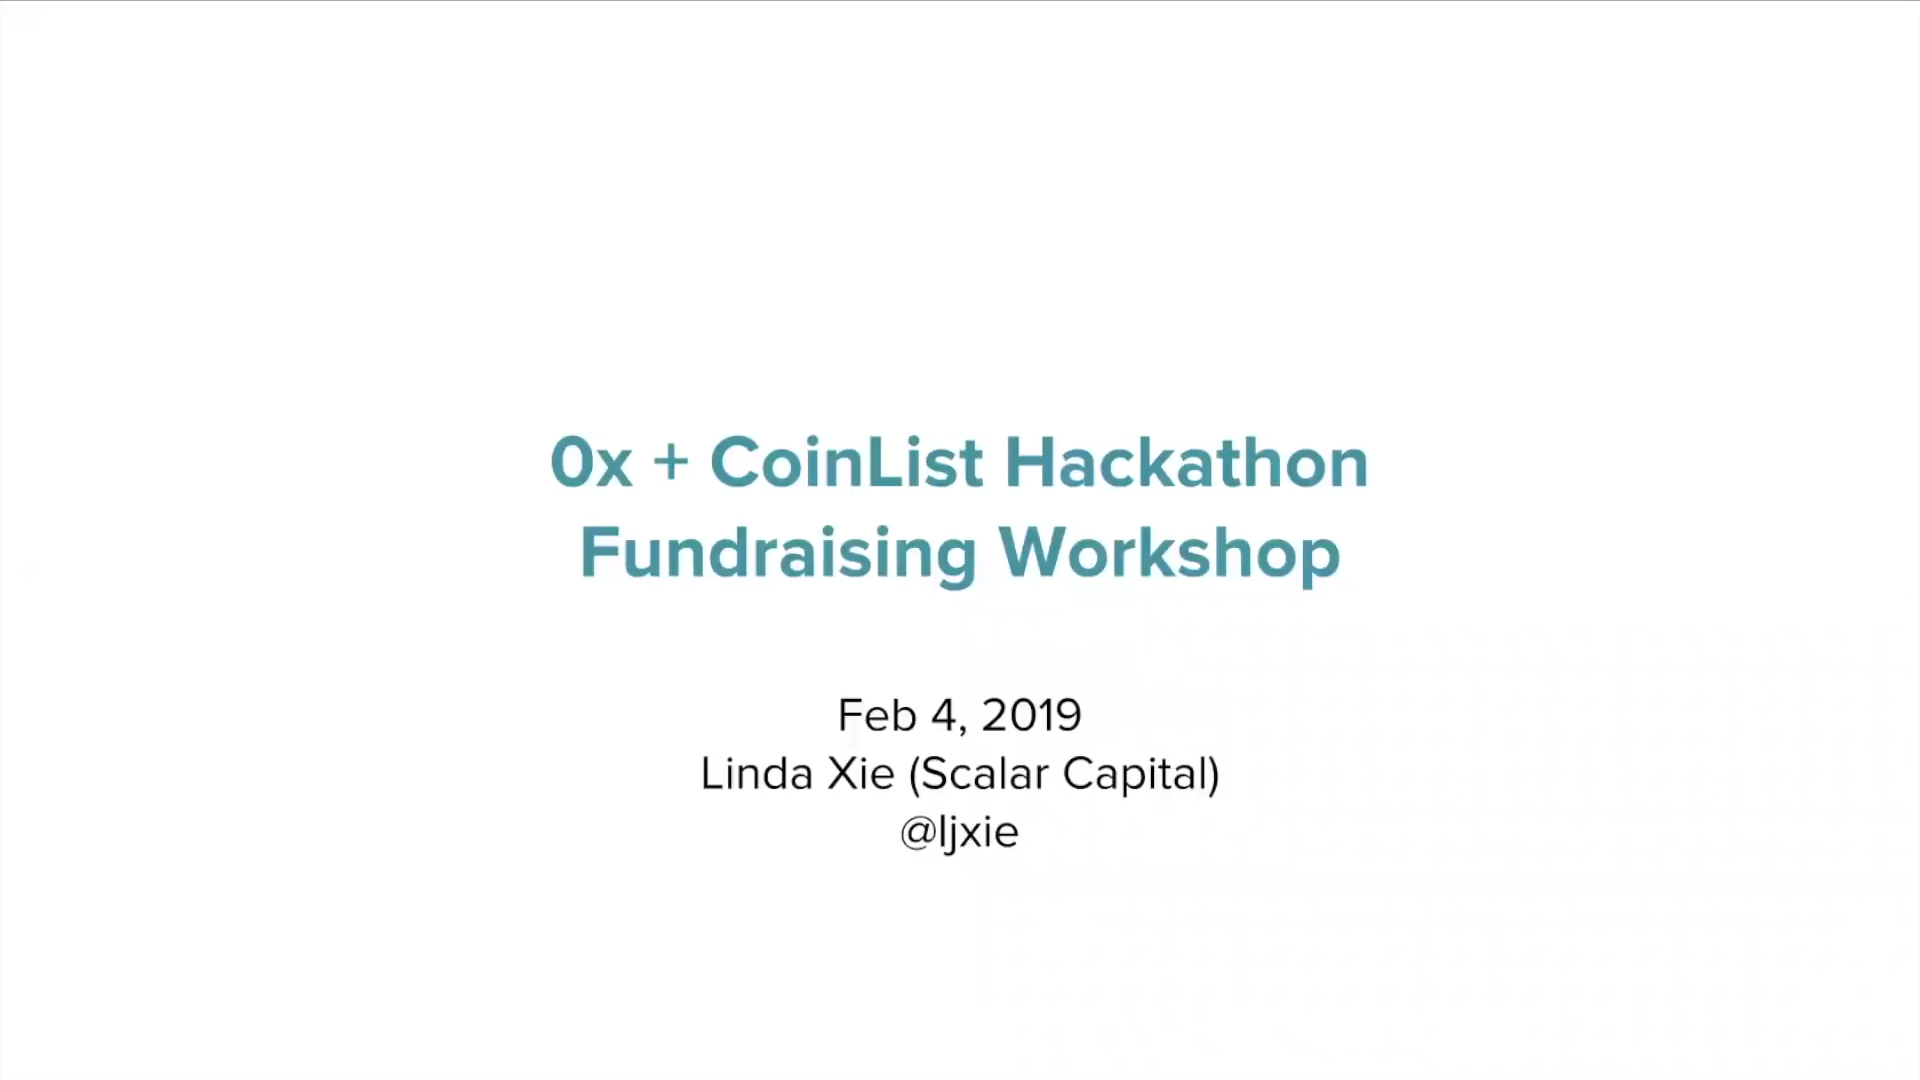 0x + CoinList Hackathon
Fundraising Workshop
Feb 4, 2019
Linda Xie (Scalar Capital)
@ljxie